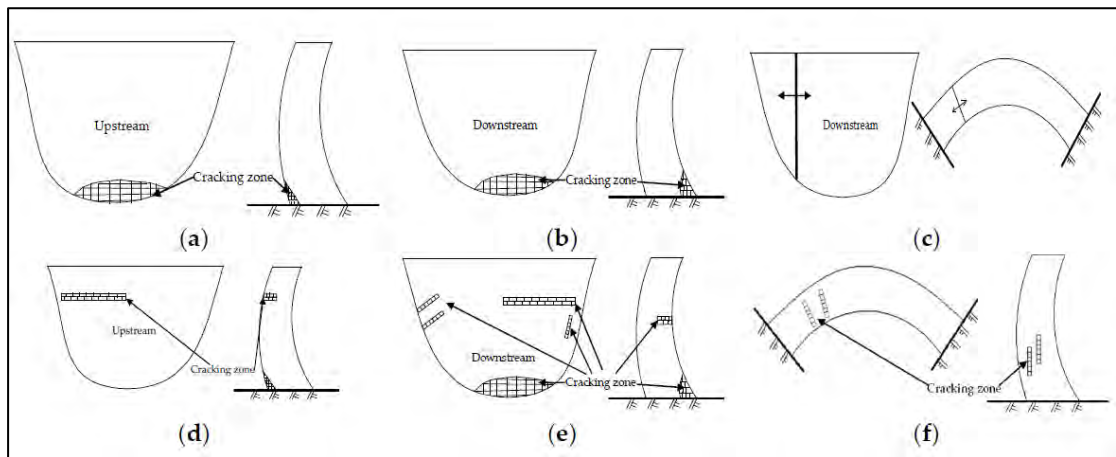 Upstream
Cracking zone
(a)
Downstream
Cracking zone
(b)
Downstream
(c)
Upstream
Cracking zone
(d)
Downstream
Cracking zone
(e)
Cracking zone
(f)